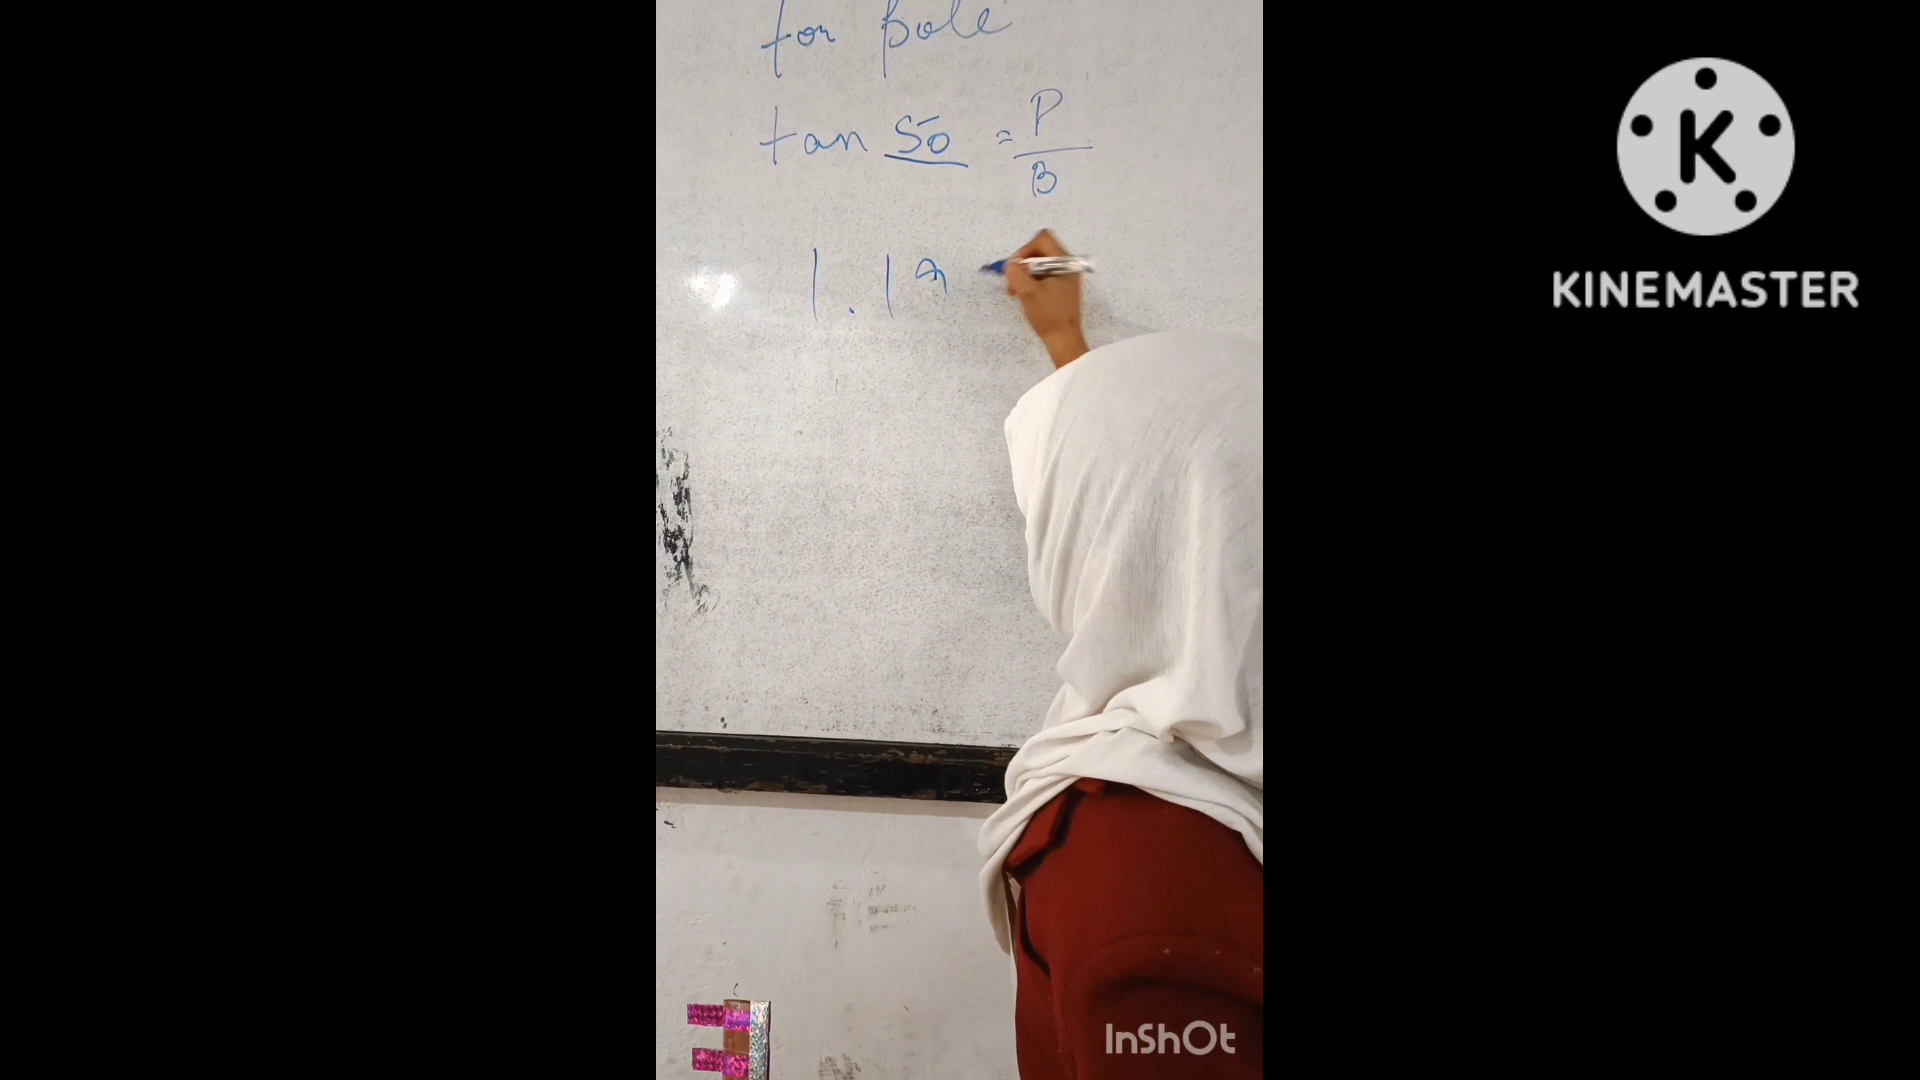 for pole
tan 50 = P
B
1.19
K
KINEMASTER
InShOt